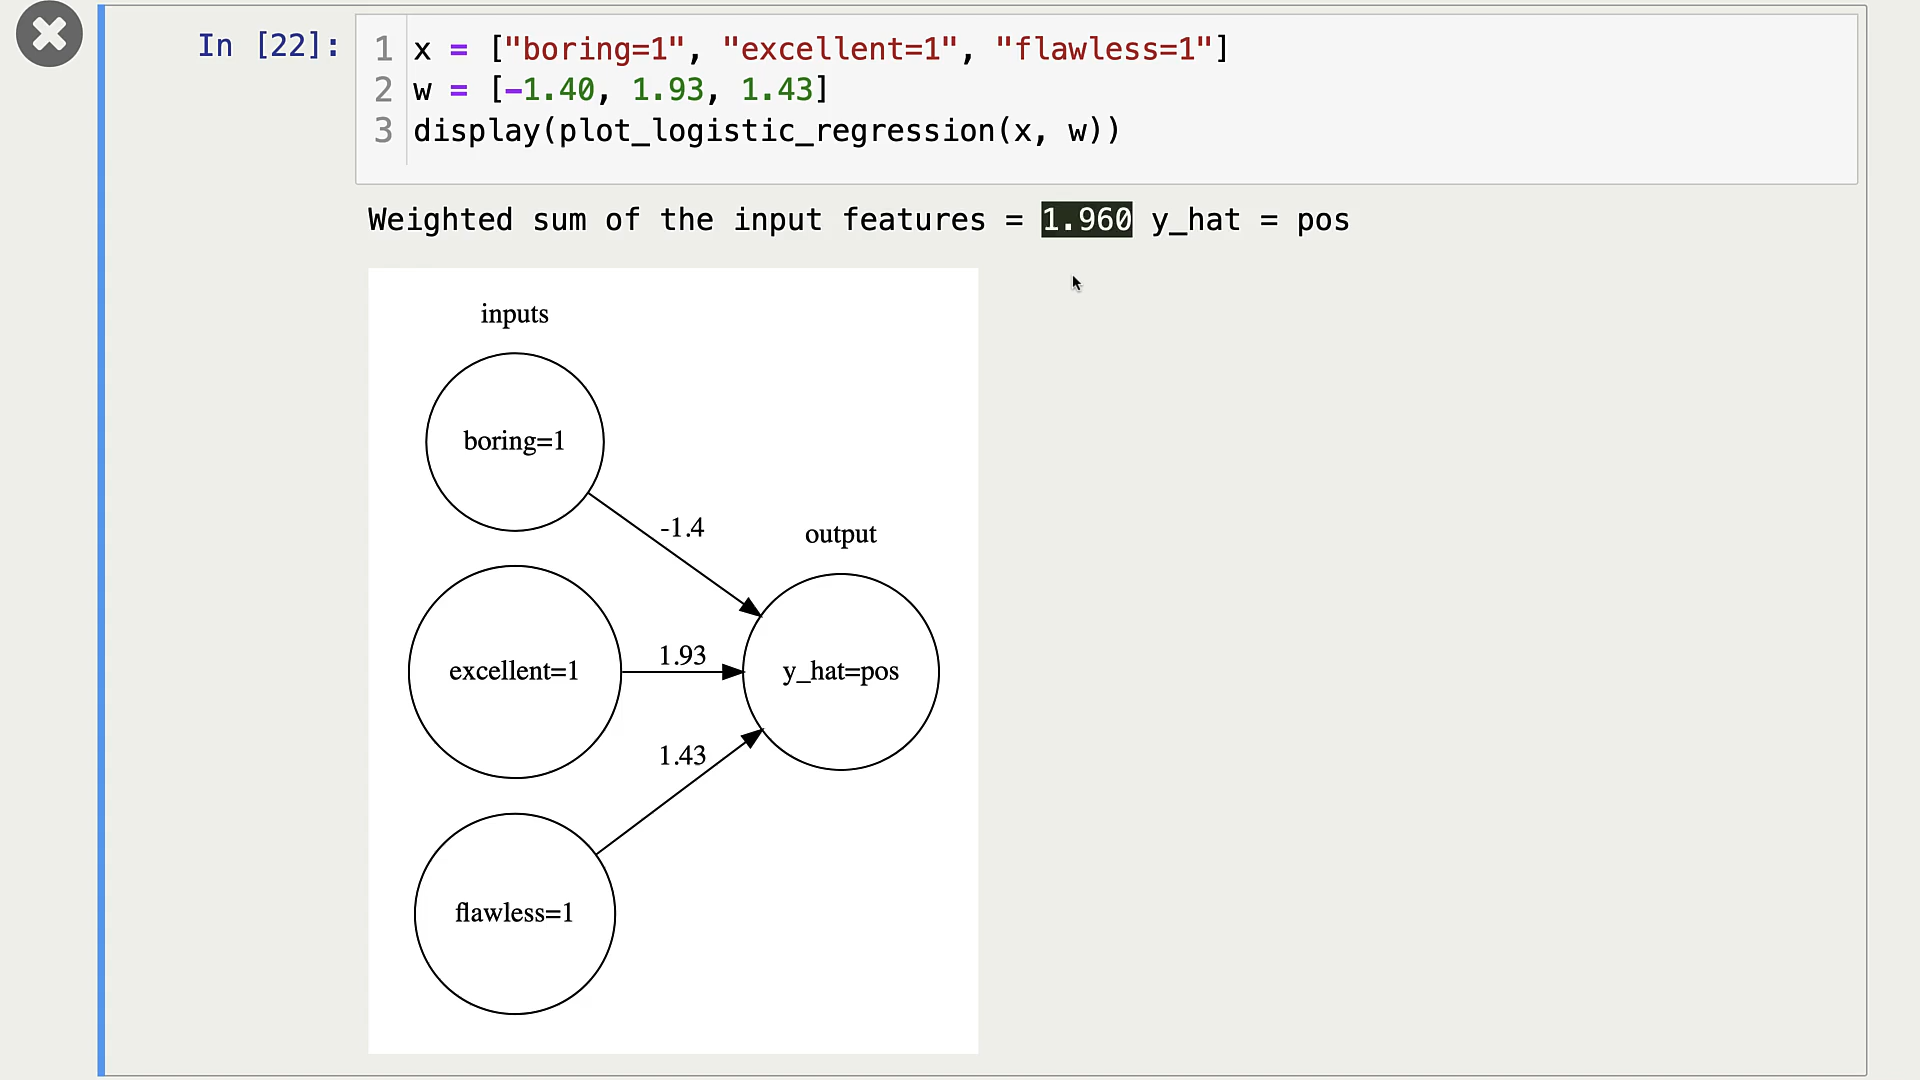 In [22]:
1 x = ["boring=1", "excellent=1", "flawless=1"]
2 w = [-1.40, 1.93, 1.43]
3 display(plot_logistic_regression(x, w))
Weighted sum of the input features = 1.960 y_hat = pos
inputs
boring=1
-1.4
output
excellent=1
1.93
y_hat=pos
1.43
flawless=1